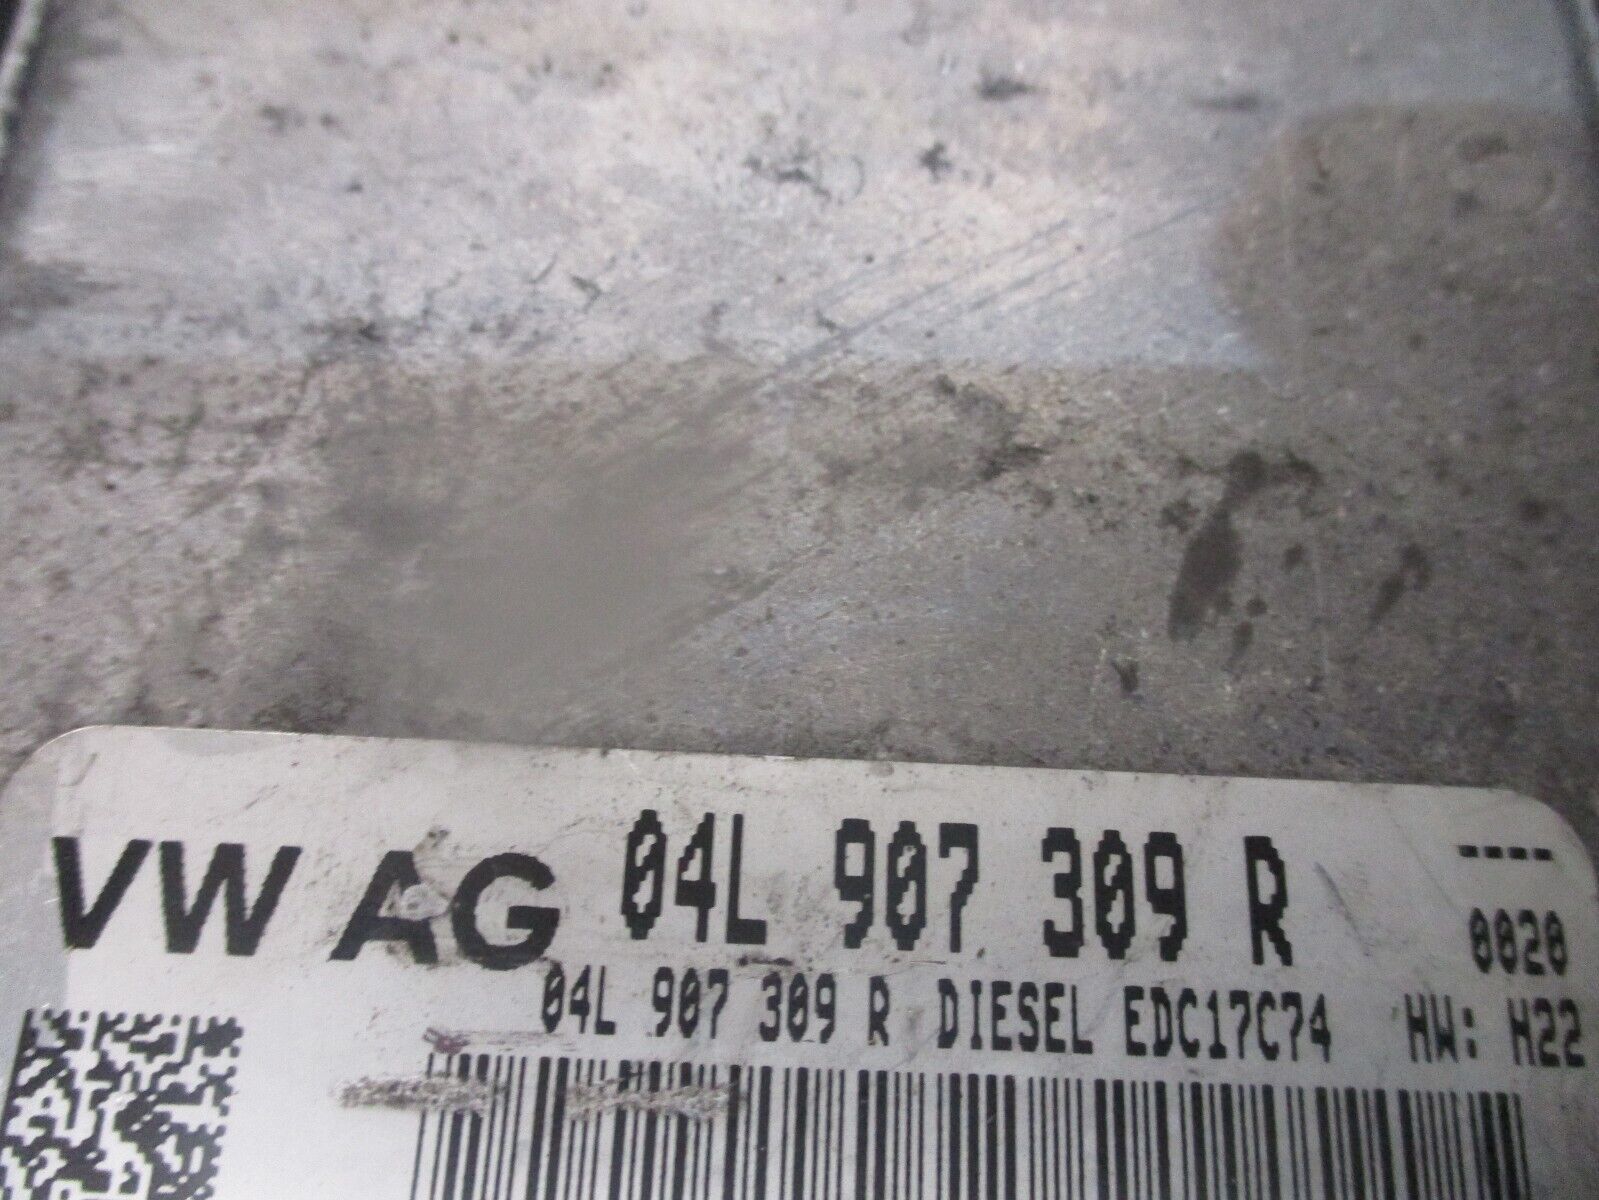 VW AG 04L 907 309 R ----
0020
04L 907 309 R DIESEL EDC17C74 HW: H22